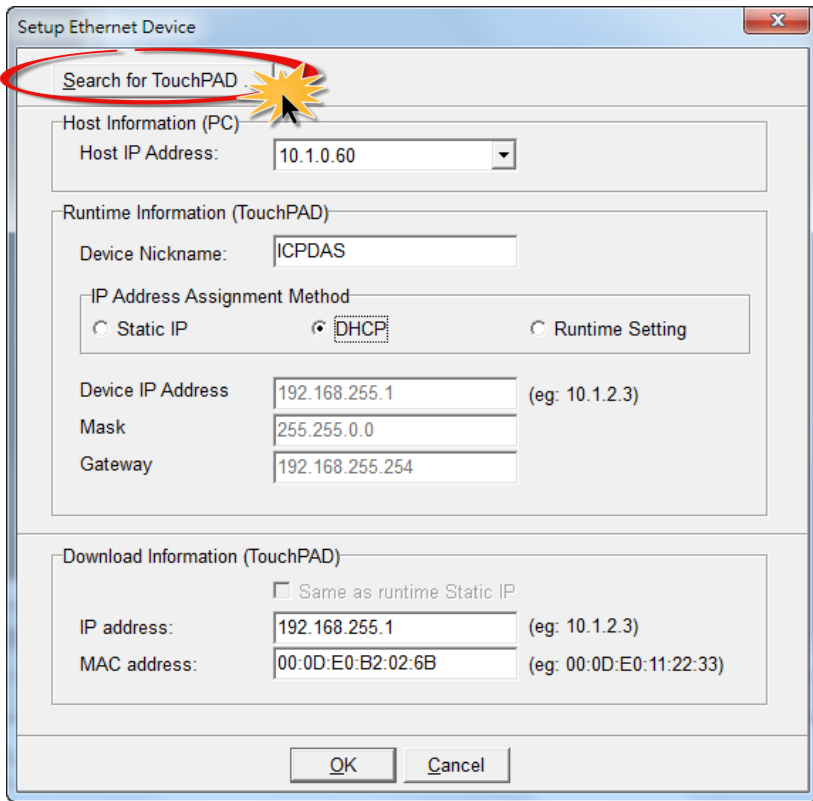 Setup Ethernet Device
Search for TouchPAD ..
Host Information (PC)
Host IP Address: 10.1.0.60
Runtime Information (TouchPAD)
Device Nickname: ICPDAS
IP Address Assignment Method
Static IP DHCP Runtime Setting
Device IP Address 192.168.255.1 (eg: 10.1.2.3)
Mask 255.255.0.0
Gateway 192.168.255.254
Download Information (TouchPAD)
Same as runtime Static IP
IP address: 192.168.255.1 (eg: 10.1.2.3)
MAC address: 00:0D:E0:B2:02:6B (eg: 00:0D:E0:11:22:33)
OK Cancel